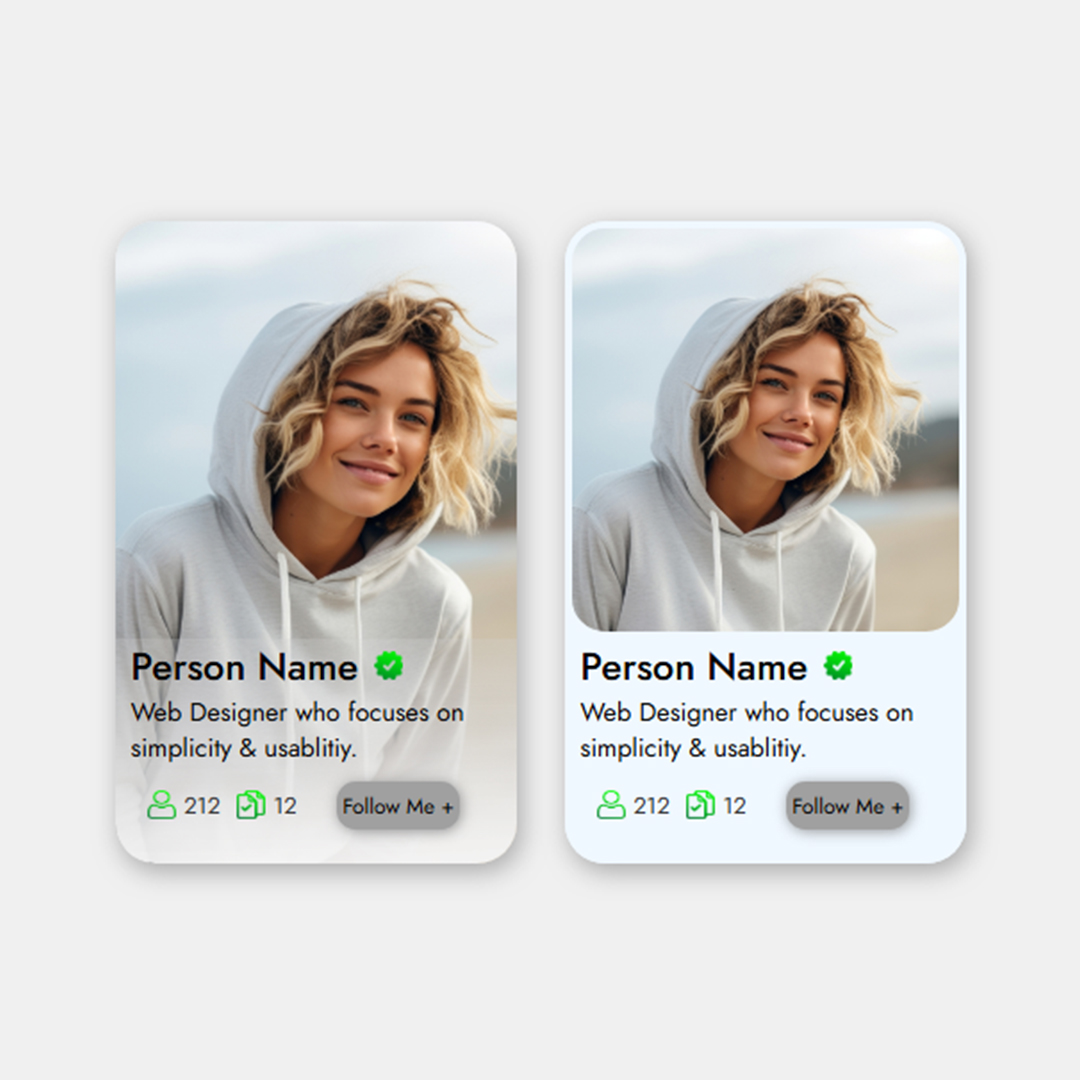 Person Name
Web Designer who focuses on
simplicity & usablitiy.
212 12 Follow Me +
Person Name
Web Designer who focuses on
simplicity & usablitiy.
212 12 Follow Me +